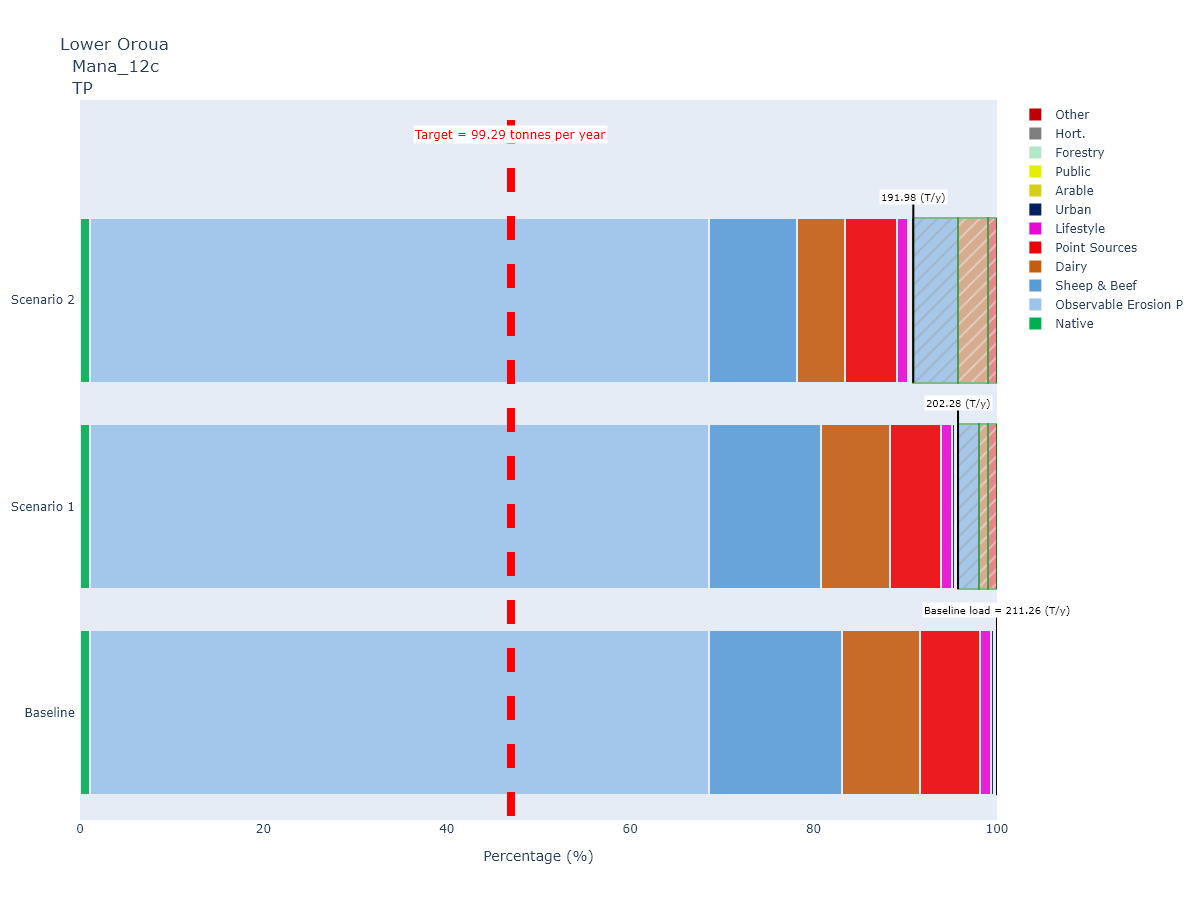 Lower Oroua
Mana_12c
TP
Target = 99.29 tonnes per year
191.98 (T/y)
Scenario 2
202.28 (T/y)
Scenario 1
Baseline load = 211.26 (T/y)
Baseline
0 20 40 60 80 100
Percentage (%)
Other
Hort.
Forestry
Public
Arable
Urban
Lifestyle
Point Sources
Dairy
Sheep & Beef
Observable Erosion P
Native